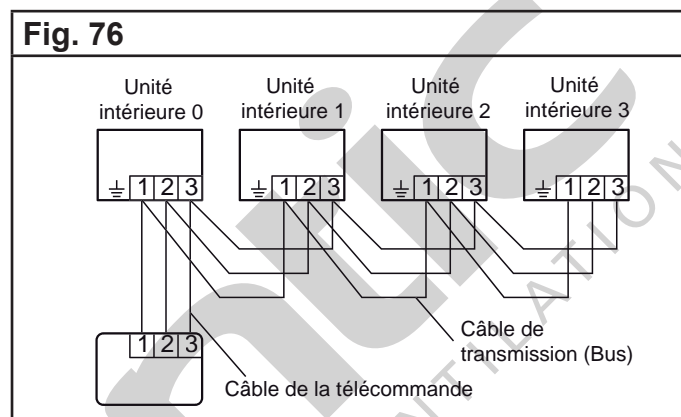 Fig. 76
Unité intérieure 0
Unité intérieure 1
Unité intérieure 2
Unité intérieure 3
1 2 3
1 2 3
1 2 3
1 2 3
1 2 3
Câble de transmission (Bus)
Câble de la télécommande